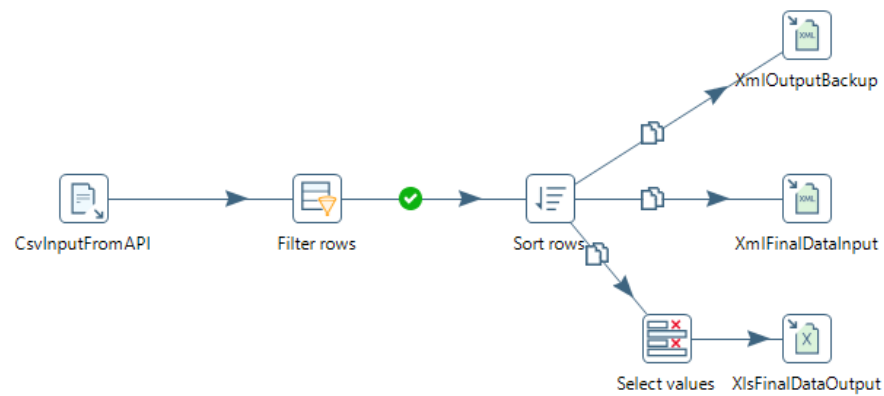 XML
XmlOutputBackup
CsvInputFromAPI
Filter rows
Sort rows
XML
XmlFinalDataInput
Select values
X
XlsFinalDataOutput